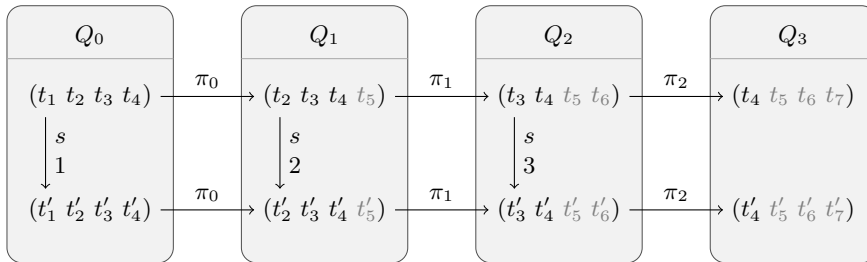 Q₀ Q₁ Q₂ Q₃
(t₁ t₂ t₃ t₄) π₀ (t₂ t₃ t₄ t₅) π₁ (t₃ t₄ t₅ t₆) π₂ (t₄ t₅ t₆ t₇)
s s s
1 2 3
(t′₁ t′₂ t′₃ t′₄) π₀ (t′₂ t′₃ t′₄ t′₅) π₁ (t′₃ t′₄ t′₅ t′₆) π₂ (t′₄ t′₅ t′₆ t′₇)